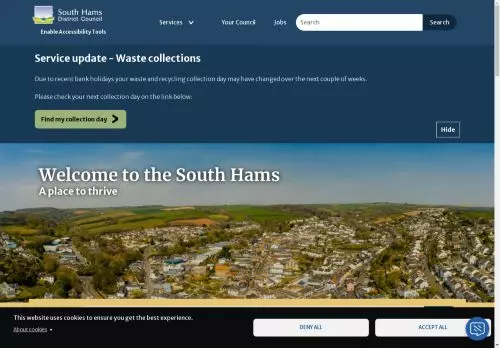 South Hams
District Council
Enable Accessibility Tools
Services
Your Council
Jobs
Search
Search
Service update - Waste collections
Due to recent bank holidays your waste and recycling collection day may have changed over the next couple of weeks.
Please check your next collection day on the link below:
Find my collection day
Hide
Welcome to the South Hams
A place to thrive
This website uses cookies to ensure you get the best experience.
About cookies
DENY ALL
ACCEPT ALL